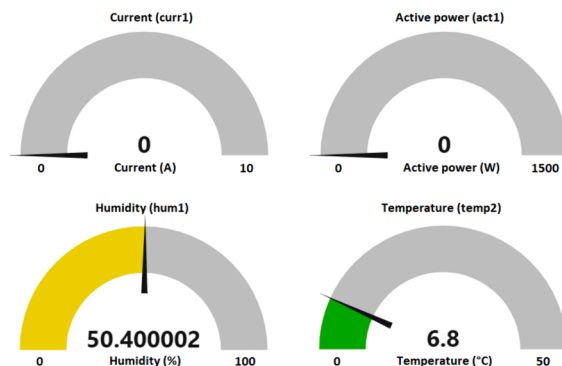 Current (curr1)
0
0 Current (A) 10
Active power (act1)
0
0 Active power (W) 1500
Humidity (hum1)
50.400002
0 Humidity (%) 100
Temperature (temp2)
6.8
0 Temperature (°C) 50